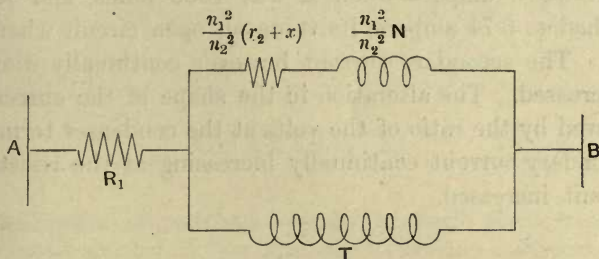 n₁²/n₂² (r₂ + x) n₁²/n₂² N
A
B
R₁
T